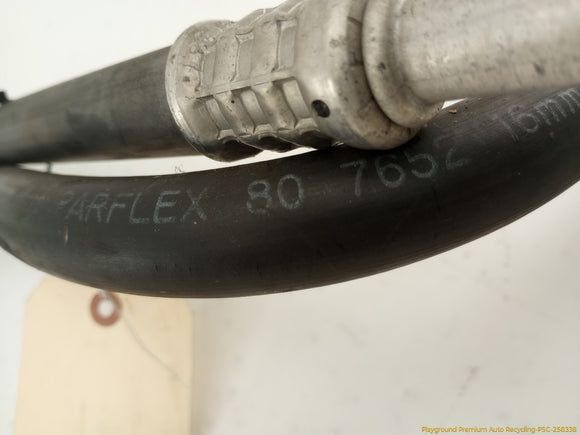 PARFLEX 80 7652 16mm
Playground Premium Auto Recycling-PSC-258338